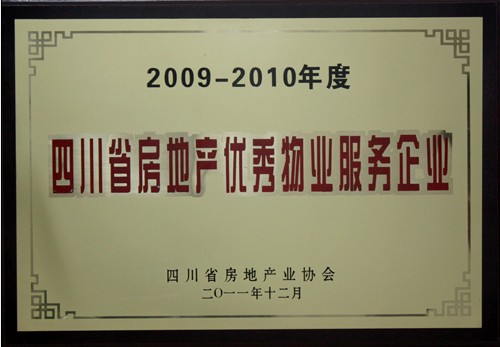 2009-2010年度
四川省房地产优秀物业服务企业
四川省房地产业协会
二〇一一年十二月